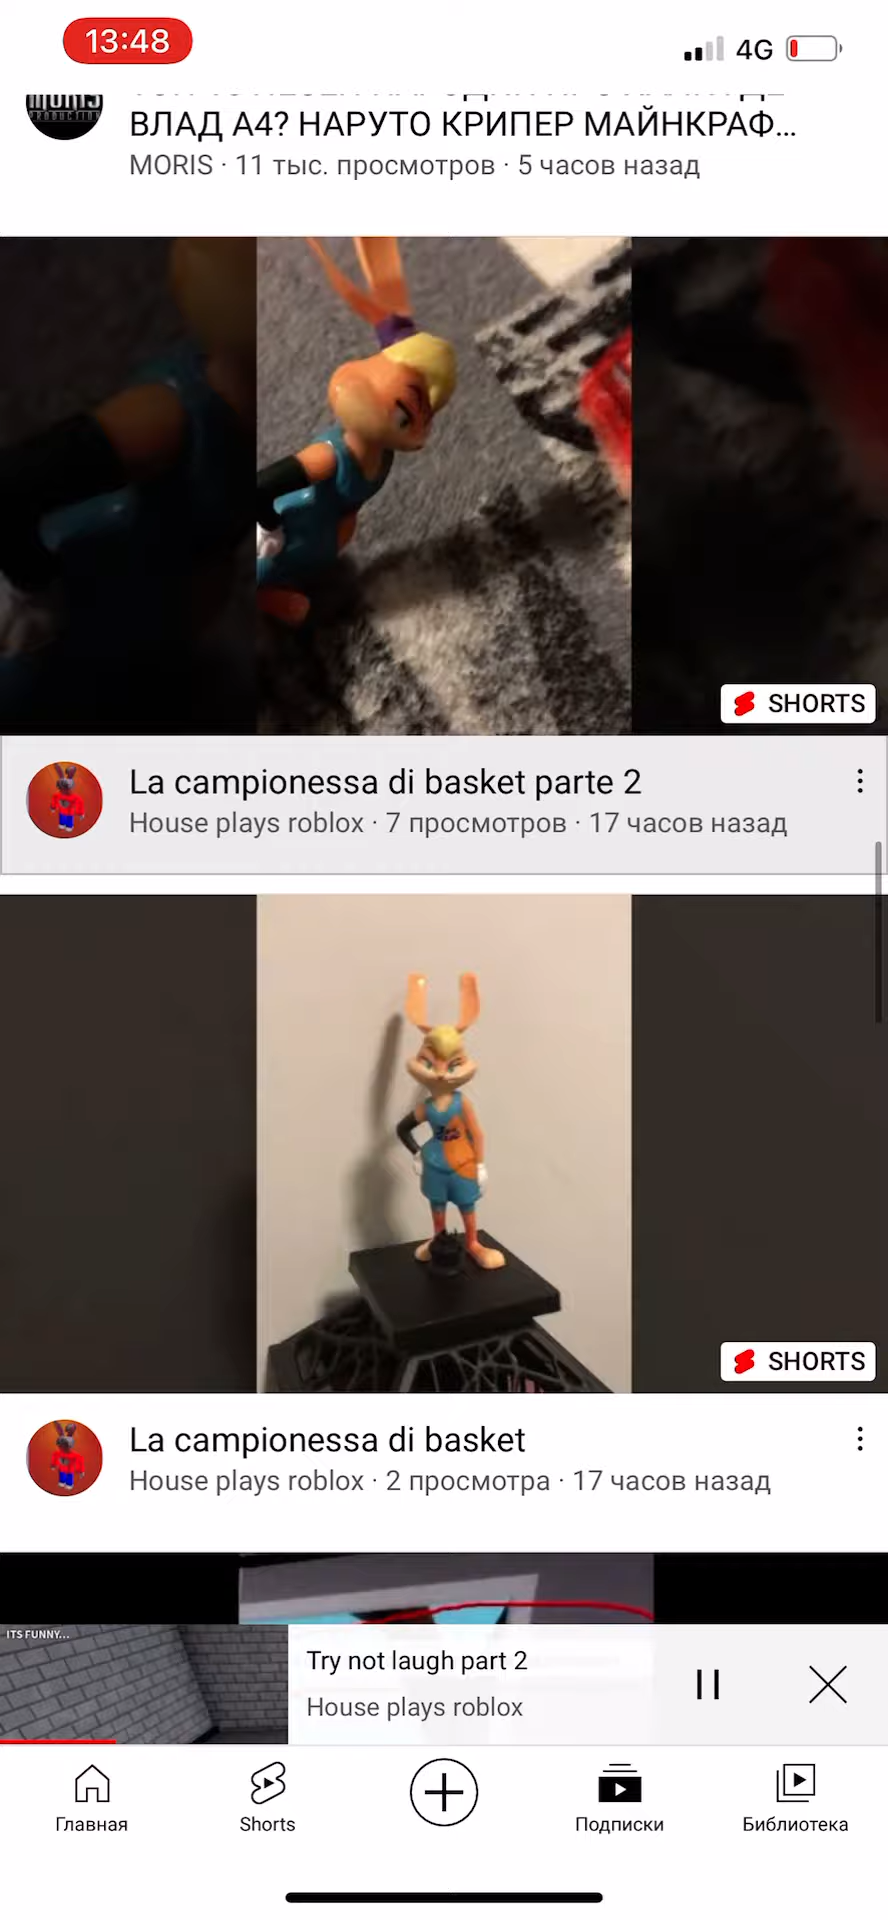 13:48
4G
ВЛАД А4? НАРУТО КРИПЕР МАЙНКРАФ...
MORIS · 11 тыс. просмотров · 5 часов назад
SHORTS
La campionessa di basket parte 2
House plays roblox · 7 просмотров · 17 часов назад
SHORTS
La campionessa di basket
House plays roblox · 2 просмотра · 17 часов назад
ITS FUNNY...
Try not laugh part 2
House plays roblox
Главная
Shorts
Подписки
Библиотека